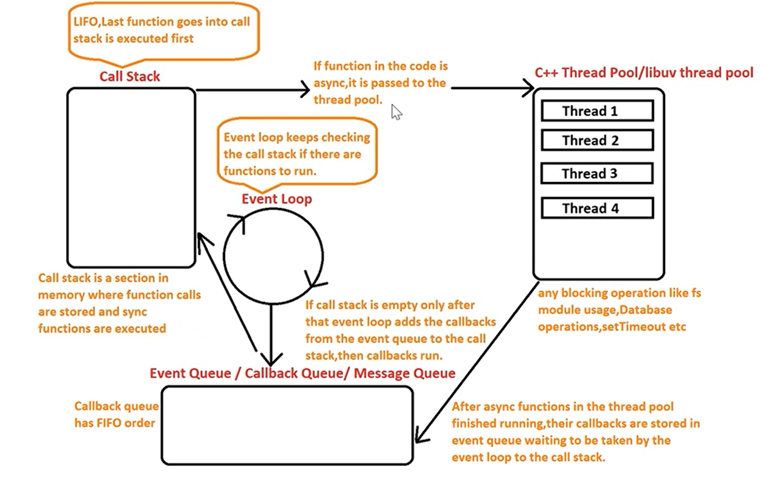 LIFO,Last function goes into call
stack is executed first
Call Stack
If function in the code is
async,it is passed to the
thread pool.
C++ Thread Pool/libuv thread pool
Thread 1
Thread 2
Thread 3
Thread 4
Event loop keeps checking
the call stack if there are
functions to run.
Event Loop
Call stack is a section in
memory where function calls
are stored and sync
functions are executed
If call stack is empty only after
that event loop adds the callbacks
from the event queue to the call
stack,then callbacks run.
any blocking operation like fs
module usage,Database
operations,setTimeout etc
Event Queue / Callback Queue/ Message Queue
Callback queue
has FIFO order
After async functions in the thread pool
finished running,their callbacks are stored in
event queue waiting to be taken by the
event loop to the call stack.